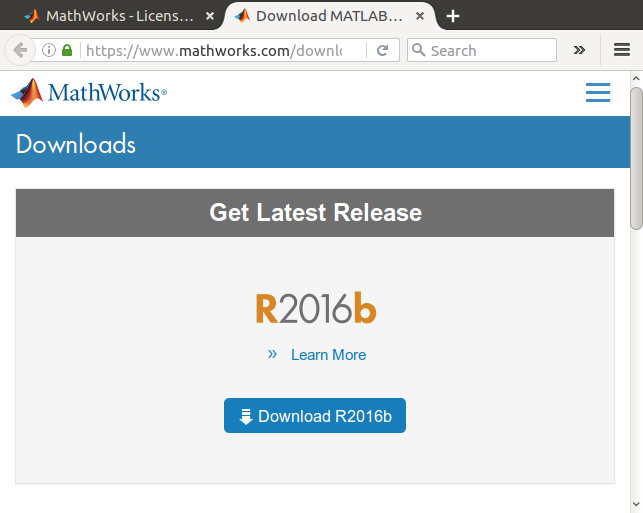 MathWorks - Licens...
Download MATLAB...
https://www.mathworks.com/downl
Search
MathWorks®
Downloads
Get Latest Release
R2016b
» Learn More
Download R2016b